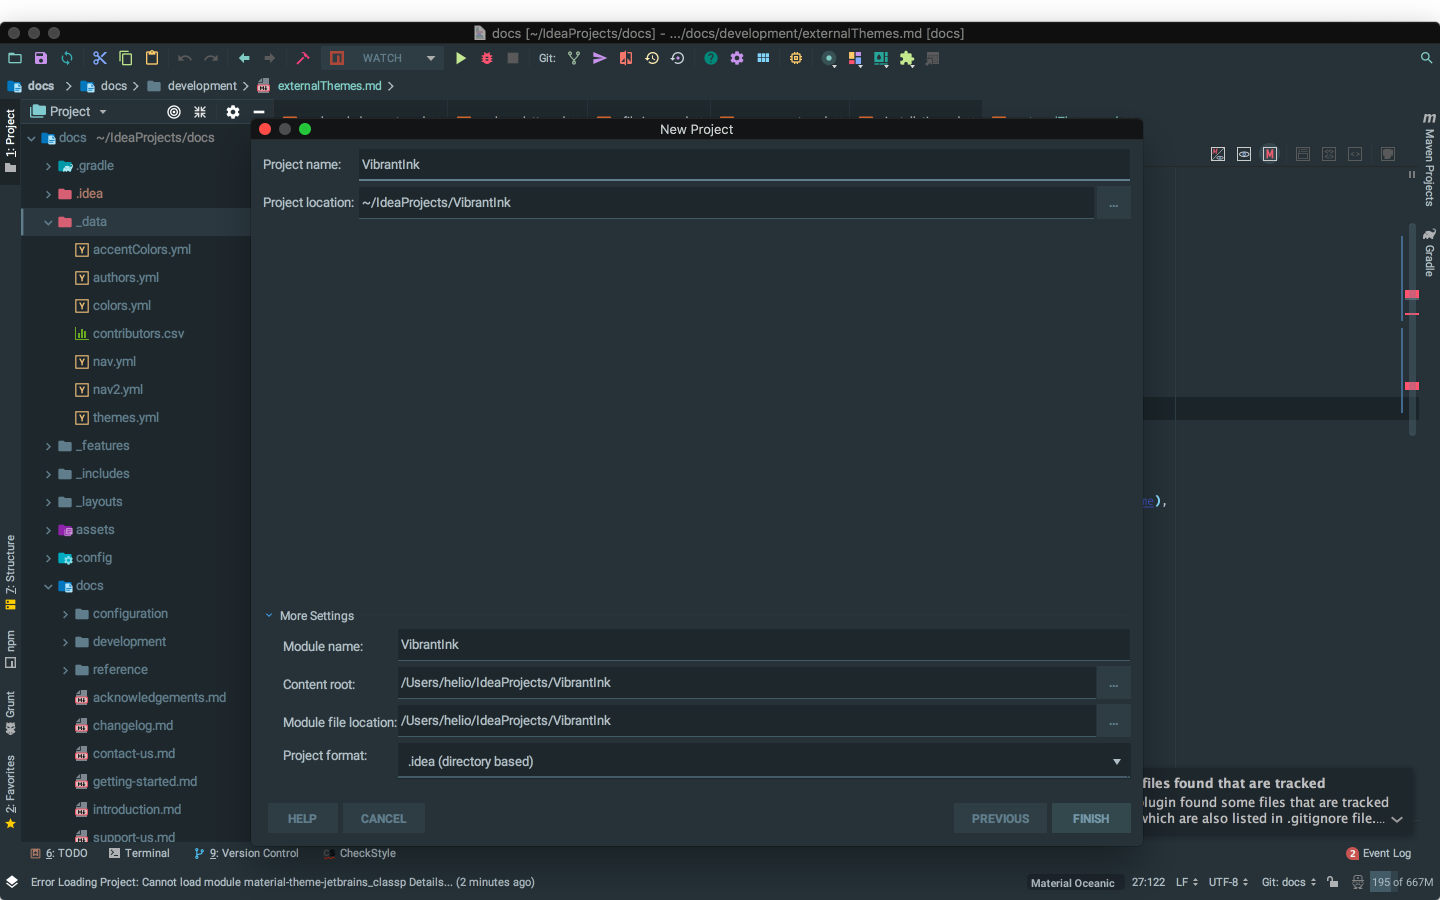 docs [~/IdeaProjects/docs] - .../docs/development/externalThemes.md [docs]
WATCH
Git:
docs
docs
development
externalThemes.md
Project
New Project
1: Project
7: Structure
npm
Grunt
2: Favorites
docs ~/IdeaProjects/docs
.gradle
.idea
_data
accentColors.yml
authors.yml
colors.yml
contributors.csv
nav.yml
nav2.yml
themes.yml
_features
_includes
_layouts
assets
config
docs
configuration
development
reference
acknowledgements.md
changelog.md
contact-us.md
getting-started.md
introduction.md
support-us.md
Project name:
VibrantInk
Project location:
~/IdeaProjects/VibrantInk
...
More Settings
Module name:
VibrantInk
Content root:
/Users/helio/IdeaProjects/VibrantInk
...
Module file location:
/Users/helio/IdeaProjects/VibrantInk
...
Project format:
.idea (directory based)
HELP
CANCEL
PREVIOUS
FINISH
Maven Projects
Gradle
),
files found that are tracked
found some files that are tracked
which are also listed in .gitignore file....
6: TODO
Terminal
9: Version Control
CheckStyle
2 Event Log
Error Loading Project: Cannot load module material-theme-jetbrains_classp Details... (2 minutes ago)
Material Oceanic
27:122
LF
UTF-8
Git: docs
195 of 667M